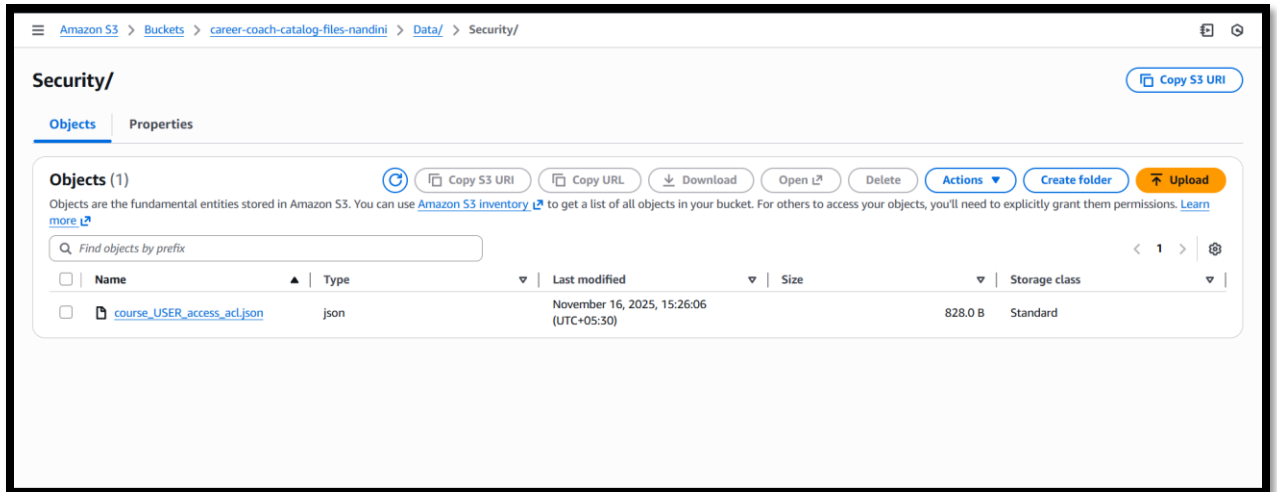 Amazon S3 > Buckets > career-coach-catalog-files-nandini > Data/ > Security/
Security/
Copy S3 URI
Objects
Properties
Objects (1)
Copy S3 URI
Copy URL
Download
Open
Delete
Actions
Create folder
Upload
Objects are the fundamental entities stored in Amazon S3. You can use Amazon S3 inventory to get a list of all objects in your bucket. For others to access your objects, you'll need to explicitly grant them permissions. Learn
more
Find objects by prefix
1
Name
Type
Last modified
Size
Storage class
course_USER_access_acl.json
json
November 16, 2025, 15:26:06
(UTC+05:30)
828.0 B
Standard